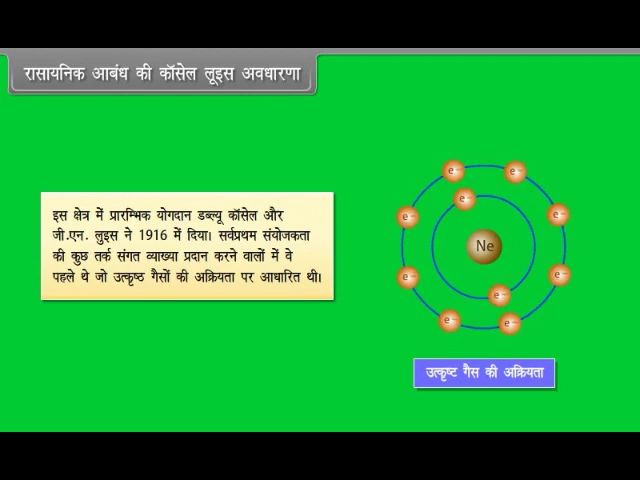 रासायनिक आबंध की कॉसेल लूइस अवधारणा
इस क्षेत्र में प्रारम्भिक योगदान डब्ल्यू कॉसेल और
जी.एन. लुइस ने 1916 में दिया। सर्वप्रथम संयोजकता
की कुछ तर्क संगत व्याख्या प्रदान करने वालों में वे
पहले थे जो उत्कृष्ठ गैसों की अक्रियता पर आधारित थी।
e− e−
e−
e− e−
Ne
e− e−
e−
e− e−
उत्कृष्ट गैस की अक्रियता